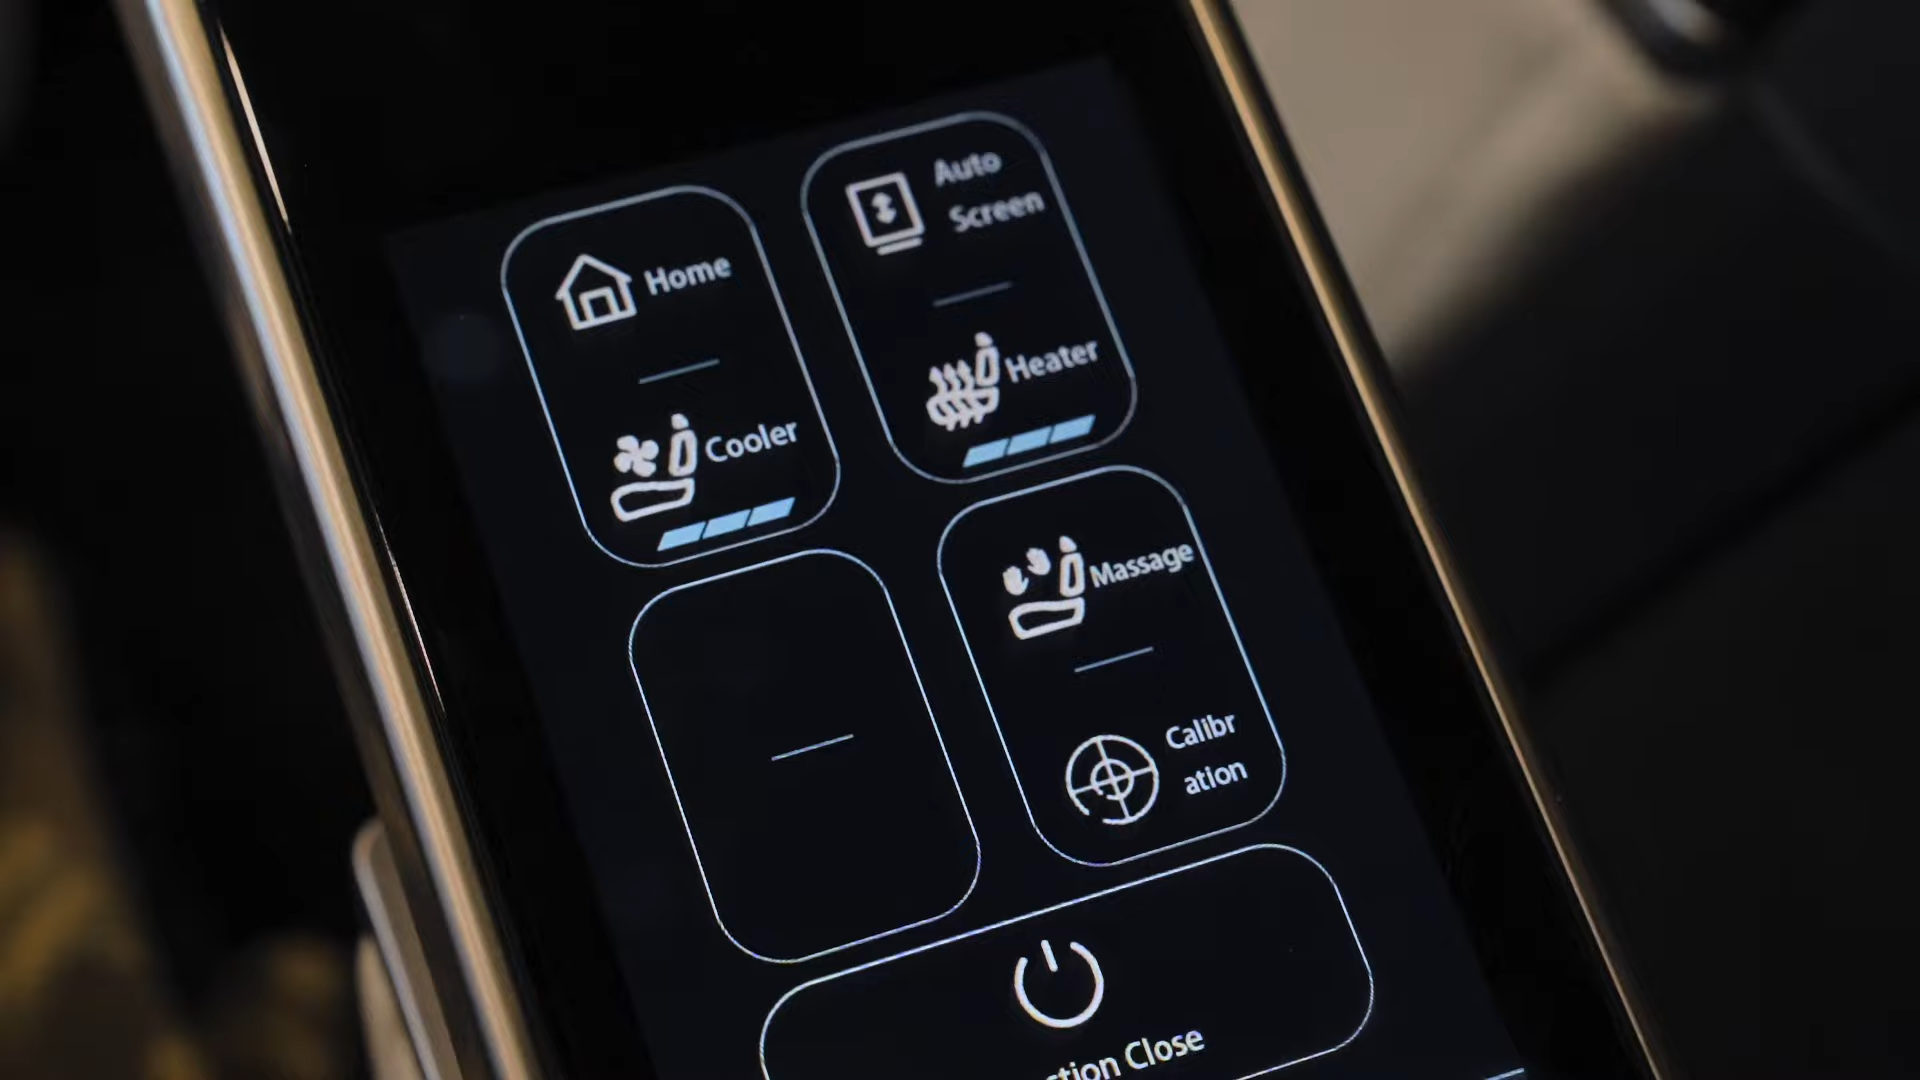 Home
Auto
Screen
Cooler
Heater
Massage
Calibr
ation
Close